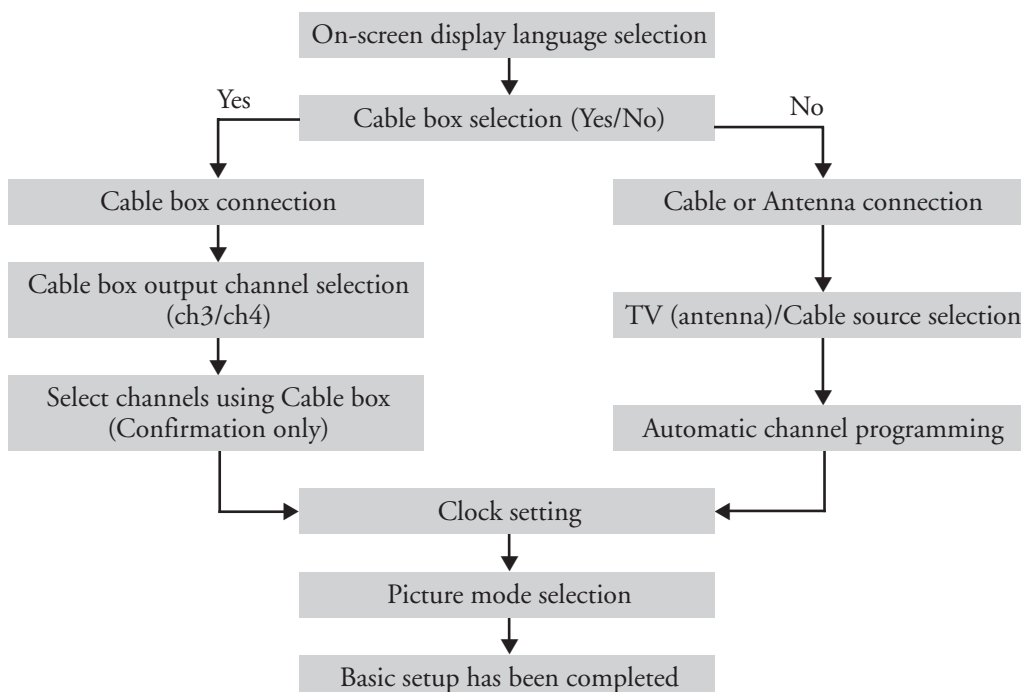 On-screen display language selection
Yes
Cable box selection (Yes/No)
No
Cable box connection
Cable or Antenna connection
Cable box output channel selection
(ch3/ch4)
TV (antenna)/Cable source selection
Select channels using Cable box
(Confirmation only)
Automatic channel programming
Clock setting
Picture mode selection
Basic setup has been completed